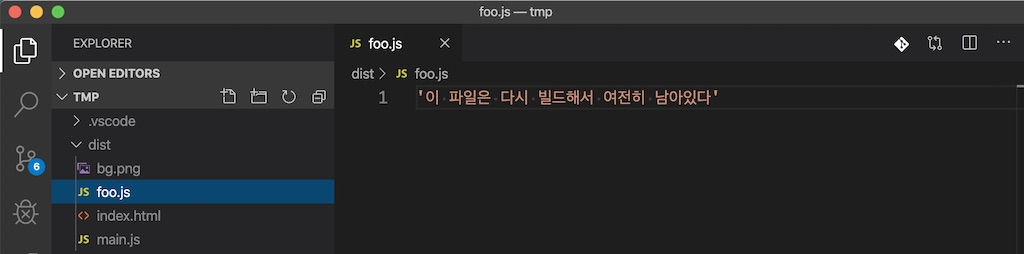 foo.js — tmp
EXPLORER
JS foo.js
OPEN EDITORS
dist > JS foo.js
TMP
1 '이 파일은 다시 빌드해서 여전히 남아있다'
.vscode
dist
6
bg.png
JS foo.js
index.html
JS main.js